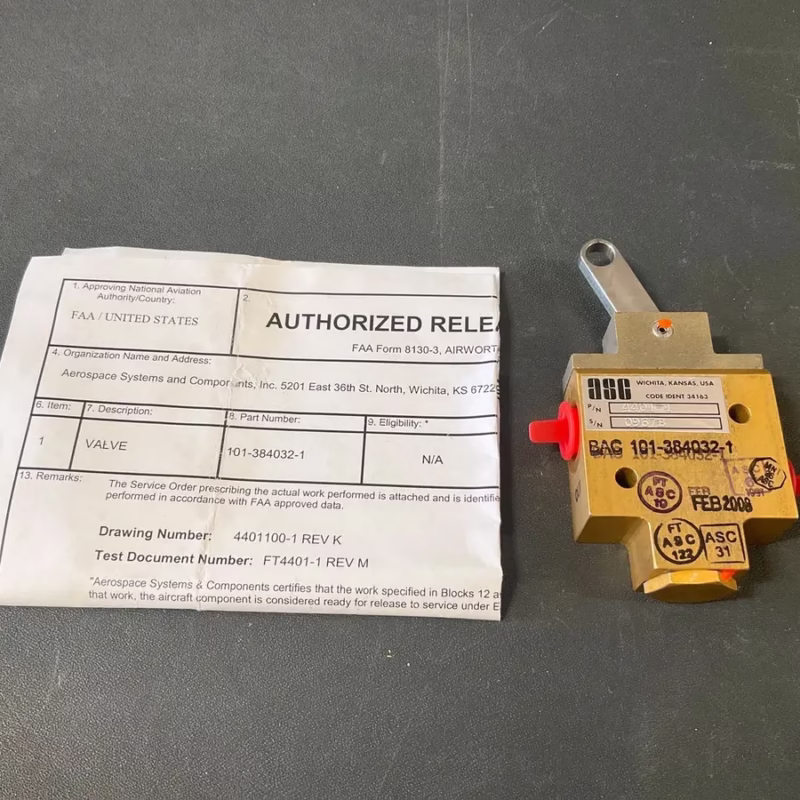 1. Approving National Aviation
Authority/Country:
FAA / UNITED STATES
2.
AUTHORIZED RELEA
FAA Form 8130-3, AIRWORT
4. Organization Name and Address:
Aerospace Systems and Components, Inc. 5201 East 36th St. North, Wichita, KS 6722
6. Item:
7. Description:
8. Part Number:
9. Eligibility: *
1
VALVE
101-384032-1
N/A
13. Remarks:
The Service Order prescribing the actual work performed is attached and is identifie
performed in accordance with FAA approved data.
Drawing Number: 4401100-1 REV K
Test Document Number: FT4401-1 REV M
"Aerospace Systems & Components certifies that the work specified in Blocks 12 a
that work, the aircraft component is considered ready for release to service under
asc
WICHITA, KANSAS, USA
CODE IDENT 34163
P/N
S/N
BAC 101-384032-1
FT
ASC
10
FEB
FEB 2008
ASC
1991
FT
ASC
122
ASC
31